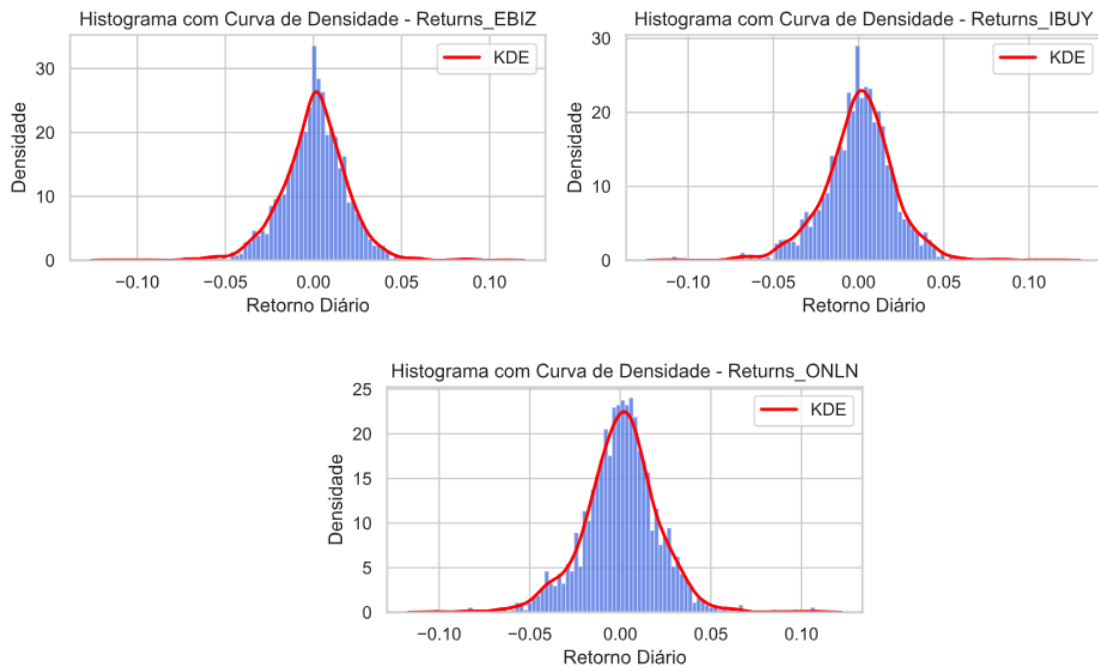 Histograma com Curva de Densidade - Returns_EBIZ
KDE
Densidade
30
20
10
0
−0.10
−0.05
0.00
0.05
0.10
Retorno Diário
Histograma com Curva de Densidade - Returns_IBUY
KDE
Densidade
30
20
10
0
−0.10
−0.05
0.00
0.05
0.10
Retorno Diário
Histograma com Curva de Densidade - Returns_ONLN
KDE
Densidade
25
20
15
10
5
0
−0.10
−0.05
0.00
0.05
0.10
Retorno Diário